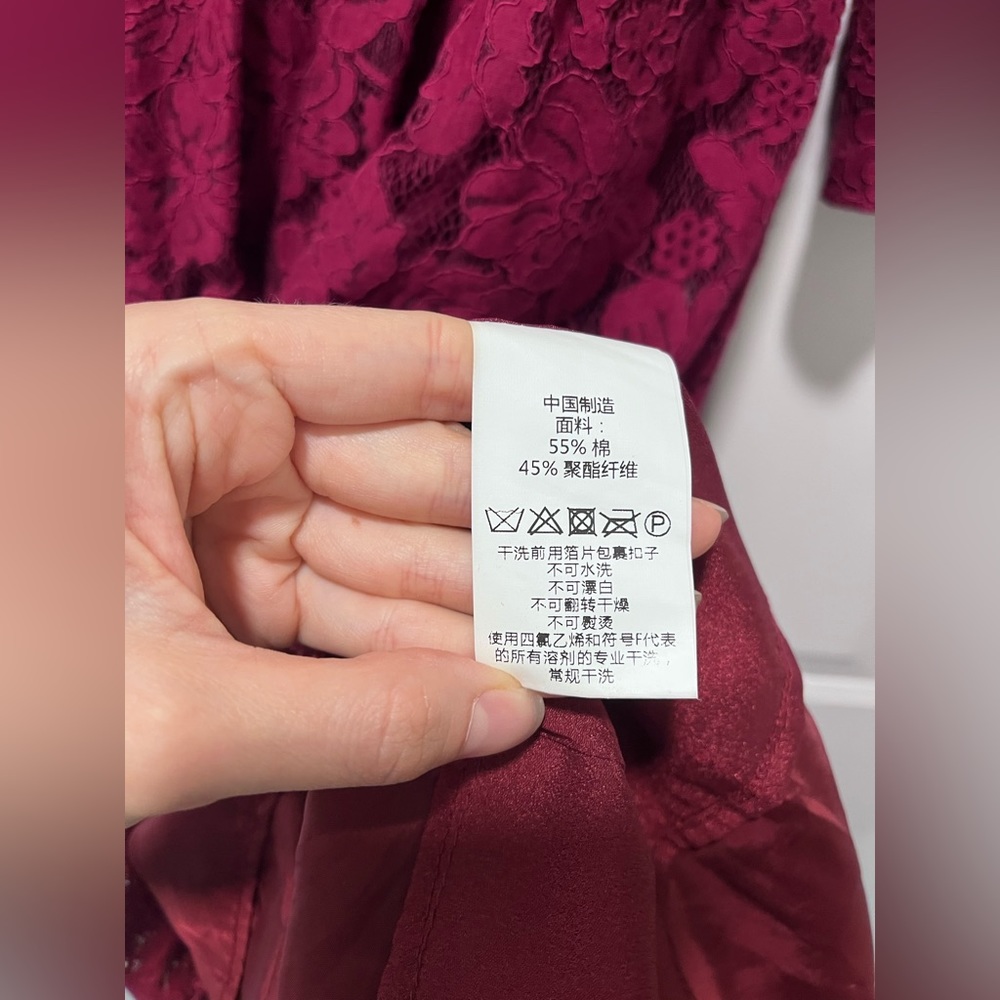 中国制造
面料：
55% 棉
45% 聚酯纤维
P
干洗前用箔片包裹扣子
不可水洗
不可漂白
不可翻转干燥
不可熨烫
使用四氯乙烯和符号F代表
的所有溶剂的专业干洗，
常规干洗